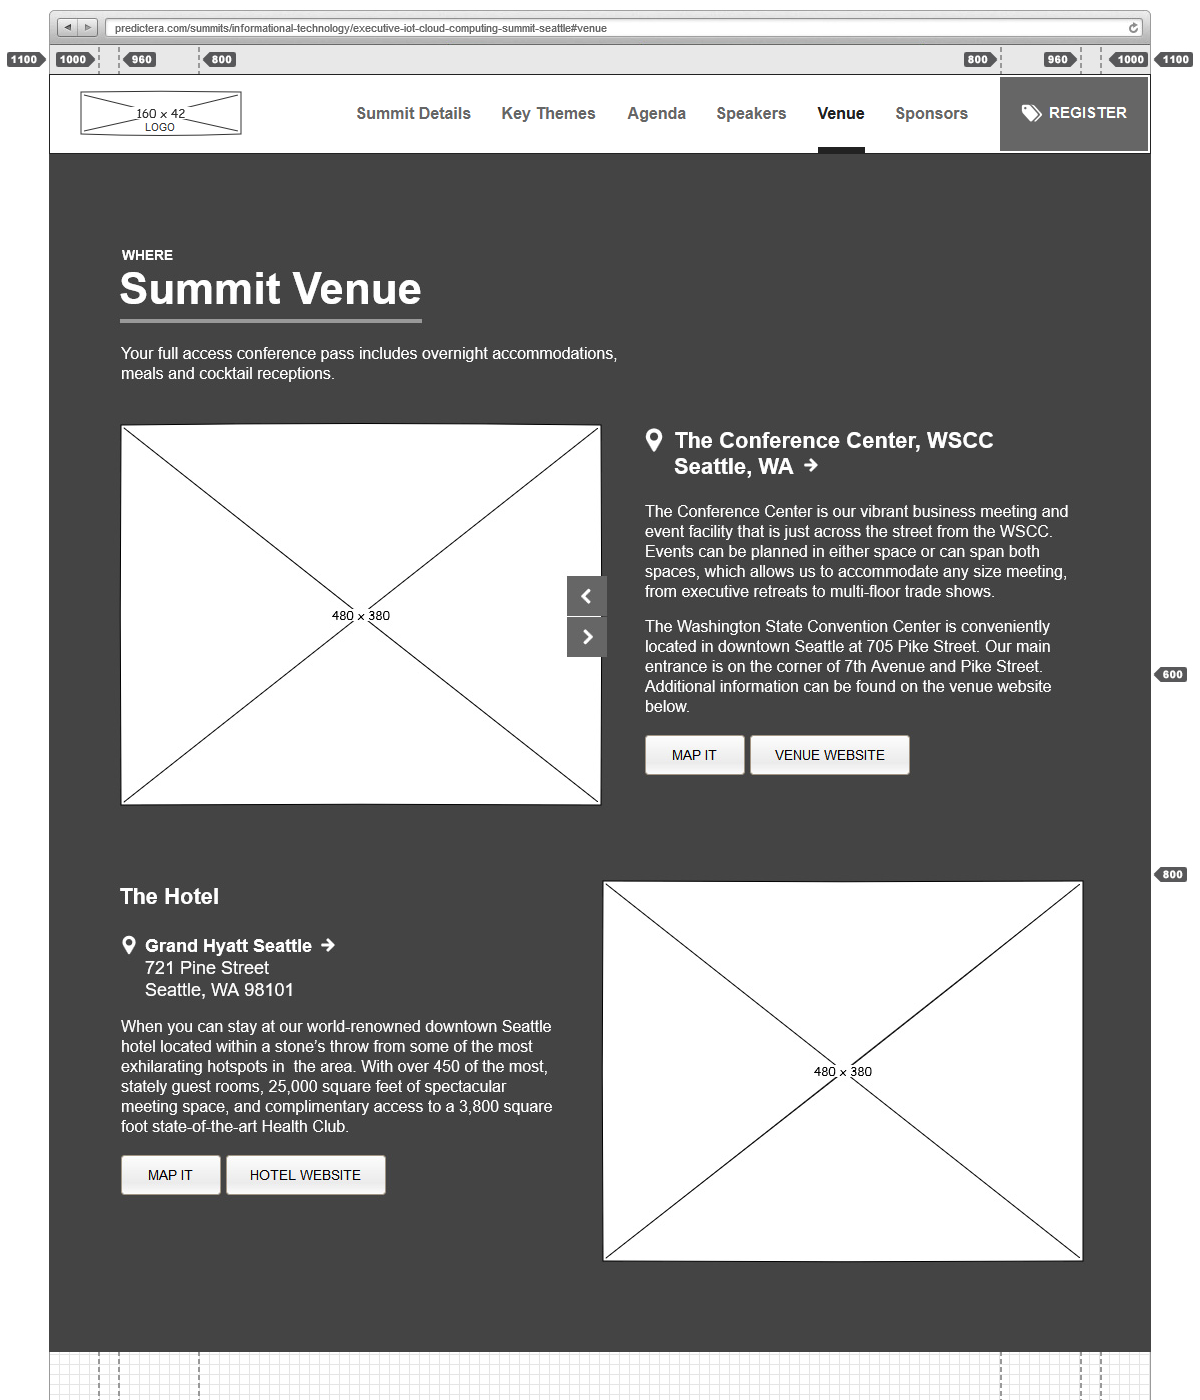 predictera.com/summits/informational-technology/executive-iot-cloud-computing-summit-seattle#venue
1100 1000 960 800 800 960 1000 1100
160 x 42
LOGO
Summit Details Key Themes Agenda Speakers Venue Sponsors REGISTER
WHERE
Summit Venue
Your full access conference pass includes overnight accommodations,
meals and cocktail receptions.
480 x 380
The Conference Center, WSCC
Seattle, WA
The Conference Center is our vibrant business meeting and
event facility that is just across the street from the WSCC.
Events can be planned in either space or can span both
spaces, which allows us to accommodate any size meeting,
from executive retreats to multi-floor trade shows.
The Washington State Convention Center is conveniently
located in downtown Seattle at 705 Pike Street. Our main
entrance is on the corner of 7th Avenue and Pike Street.
Additional information can be found on the venue website
below.
MAP IT VENUE WEBSITE
600
800
The Hotel
Grand Hyatt Seattle
721 Pine Street
Seattle, WA 98101
When you can stay at our world-renowned downtown Seattle
hotel located within a stone’s throw from some of the most
exhilarating hotspots in  the area. With over 450 of the most,
stately guest rooms, 25,000 square feet of spectacular
meeting space, and complimentary access to a 3,800 square
foot state-of-the-art Health Club.
MAP IT HOTEL WEBSITE
480 x 380